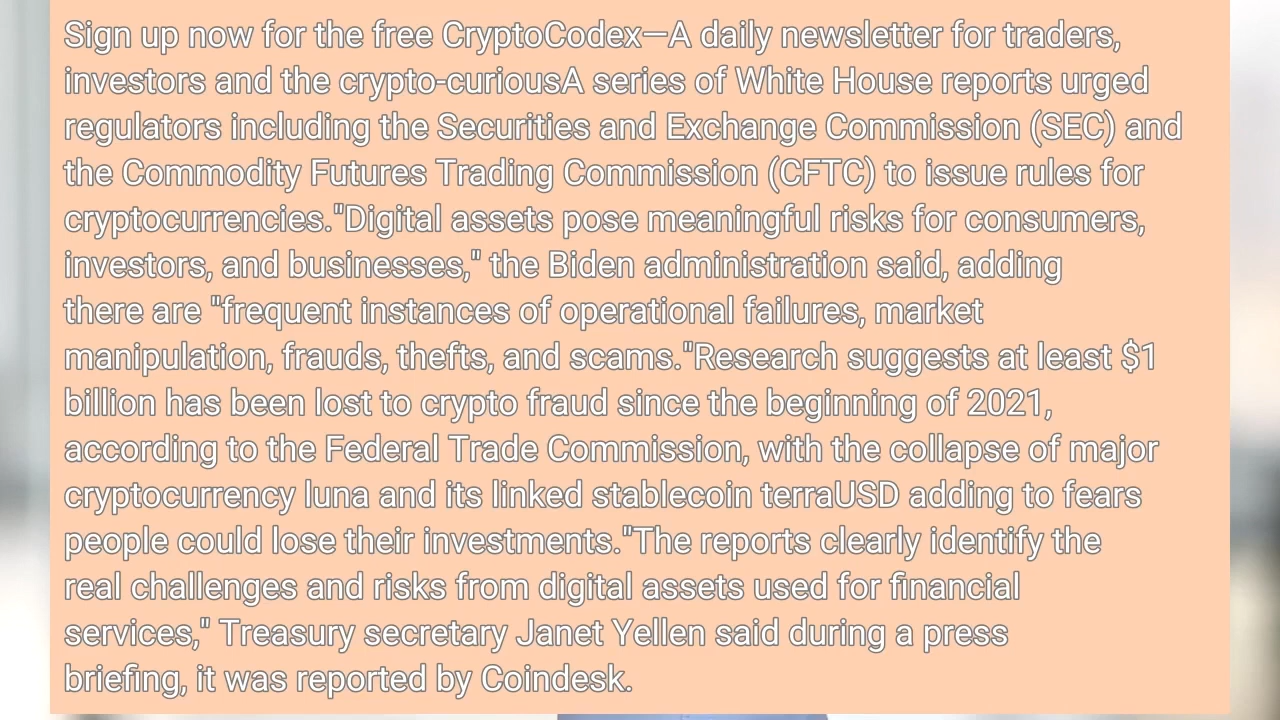 Sign up now for the free CryptoCodex—A daily newsletter for traders,
investors and the crypto-curiousA series of White House reports urged
regulators including the Securities and Exchange Commission (SEC) and
the Commodity Futures Trading Commission (CFTC) to issue rules for
cryptocurrencies."Digital assets pose meaningful risks for consumers,
investors, and businesses," the Biden administration said, adding
there are "frequent instances of operational failures, market
manipulation, frauds, thefts, and scams."Research suggests at least $1
billion has been lost to crypto fraud since the beginning of 2021,
according to the Federal Trade Commission, with the collapse of major
cryptocurrency luna and its linked stablecoin terraUSD adding to fears
people could lose their investments."The reports clearly identify the
real challenges and risks from digital assets used for financial
services," Treasury secretary Janet Yellen said during a press
briefing, it was reported by Coindesk.